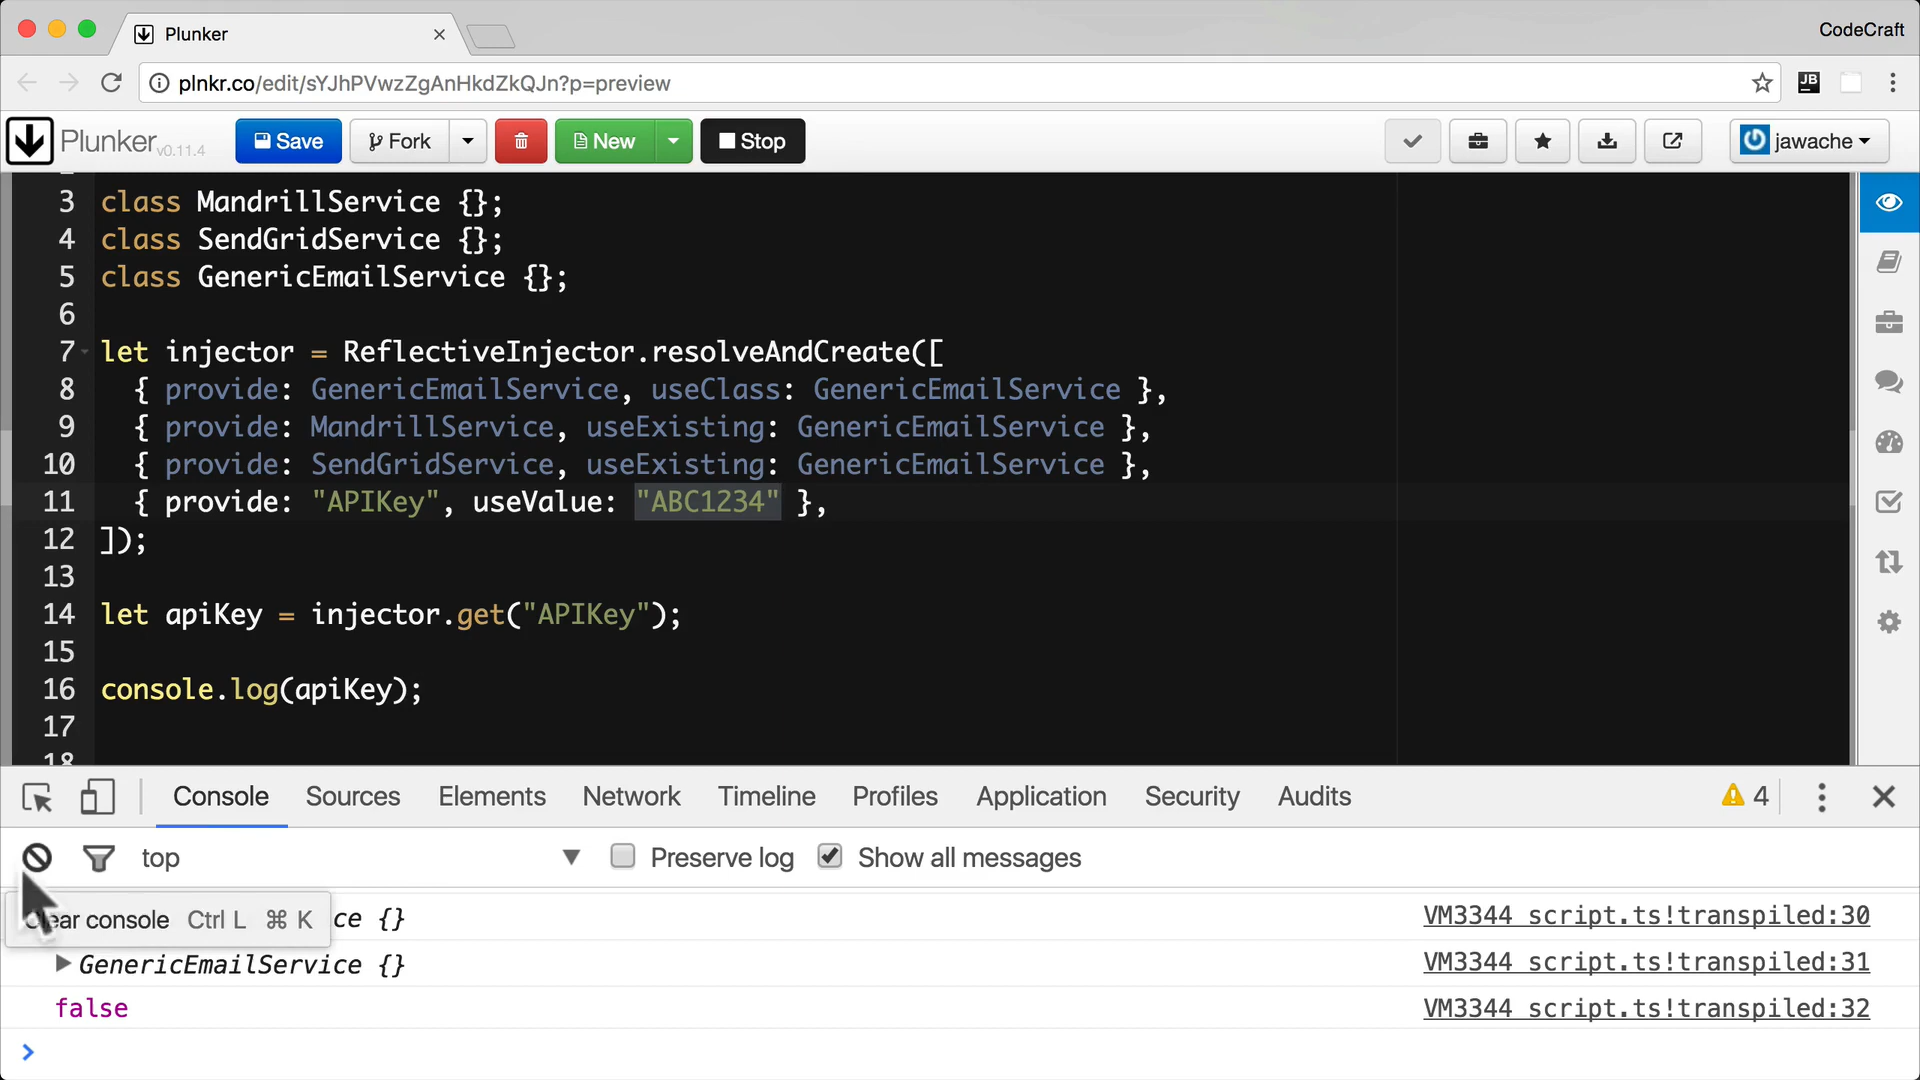 Plunker
CodeCraft
plnkr.co/edit/sYJhPVwzZgAnHkdZkQJn?p=preview
JB
Plunker v0.11.4 Save Fork New Stop jawache
3 class MandrillService {};
4 class SendGridService {};
5 class GenericEmailService {};
6
7 let injector = ReflectiveInjector.resolveAndCreate([
8 { provide: GenericEmailService, useClass: GenericEmailService },
9 { provide: MandrillService, useExisting: GenericEmailService },
10 { provide: SendGridService, useExisting: GenericEmailService },
11 { provide: "APIKey", useValue: "ABC1234" },
12 ]);
13
14 let apiKey = injector.get("APIKey");
15
16 console.log(apiKey);
17
18
Console Sources Elements Network Timeline Profiles Application Security Audits 4
top Preserve log Show all messages
Clear console Ctrl L ⌘ K
ce {} VM3344 script.ts!transpiled:30
GenericEmailService {} VM3344 script.ts!transpiled:31
false VM3344 script.ts!transpiled:32